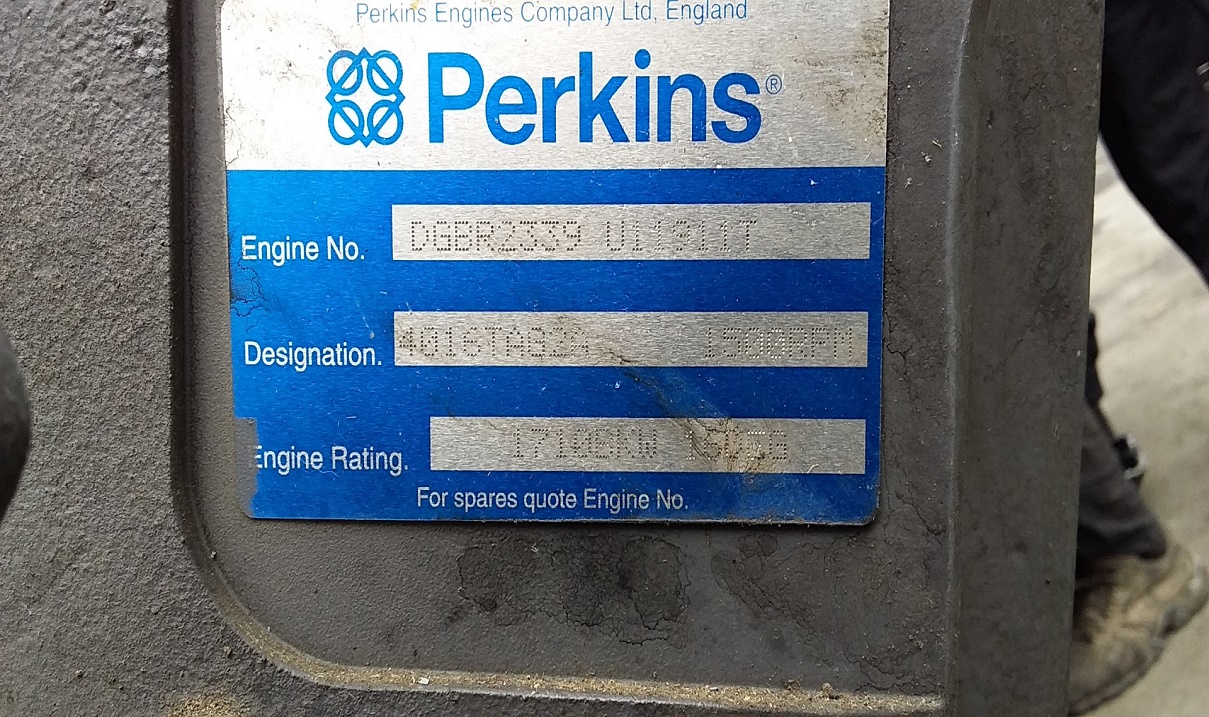 Perkins Engines Company Ltd, England
Perkins®
Engine No. DGBR2339 U11311T
Designation. 4016TAG2A 1500RPM
Engine Rating.
For spares quote Engine No.